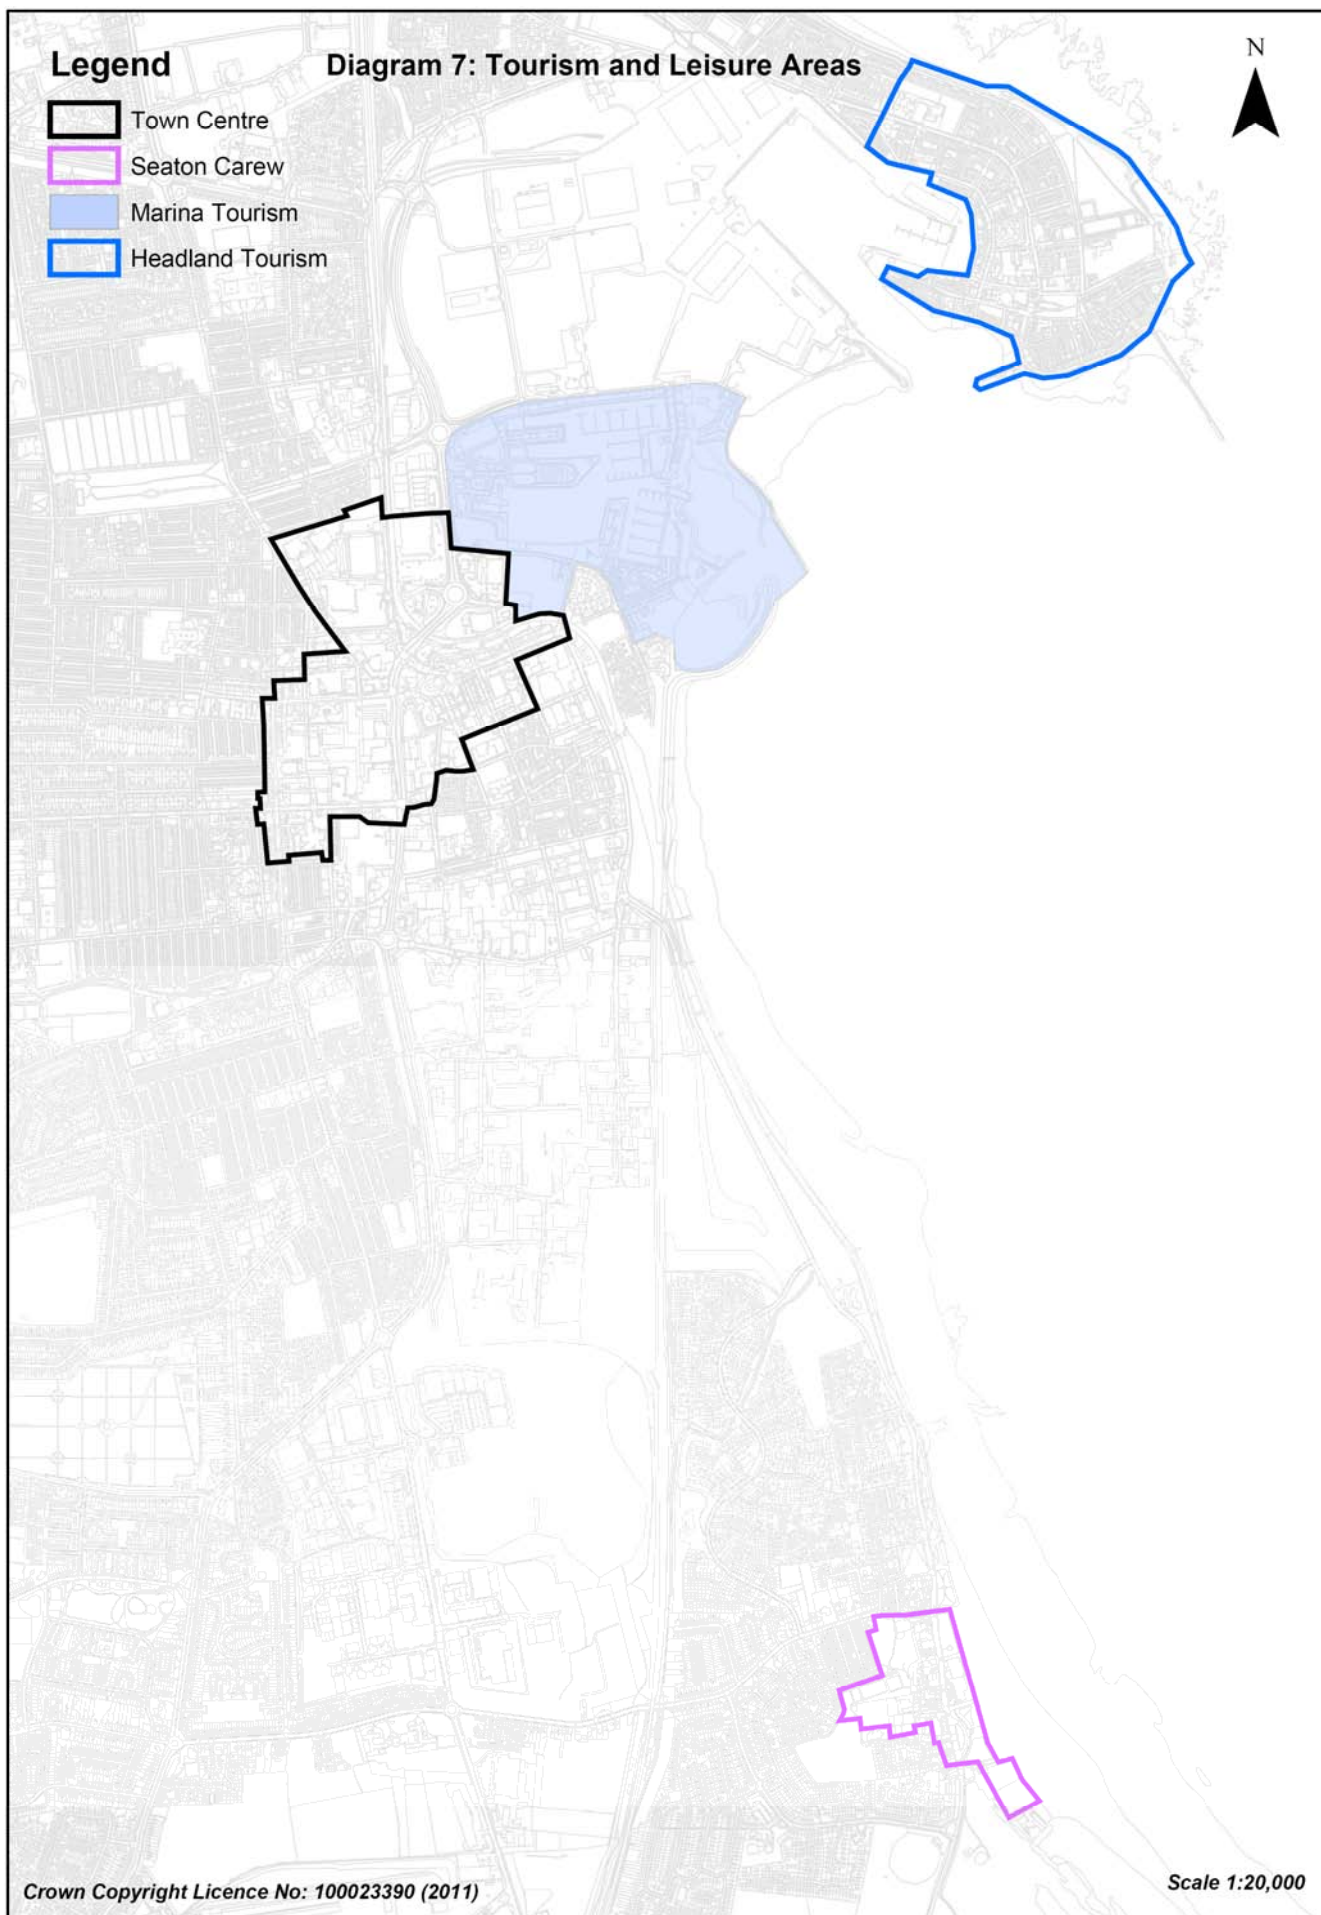 Legend
Diagram 7: Tourism and Leisure Areas
N
Town Centre
Seaton Carew
Marina Tourism
Headland Tourism
Crown Copyright Licence No: 100023390 (2011)
Scale 1:20,000